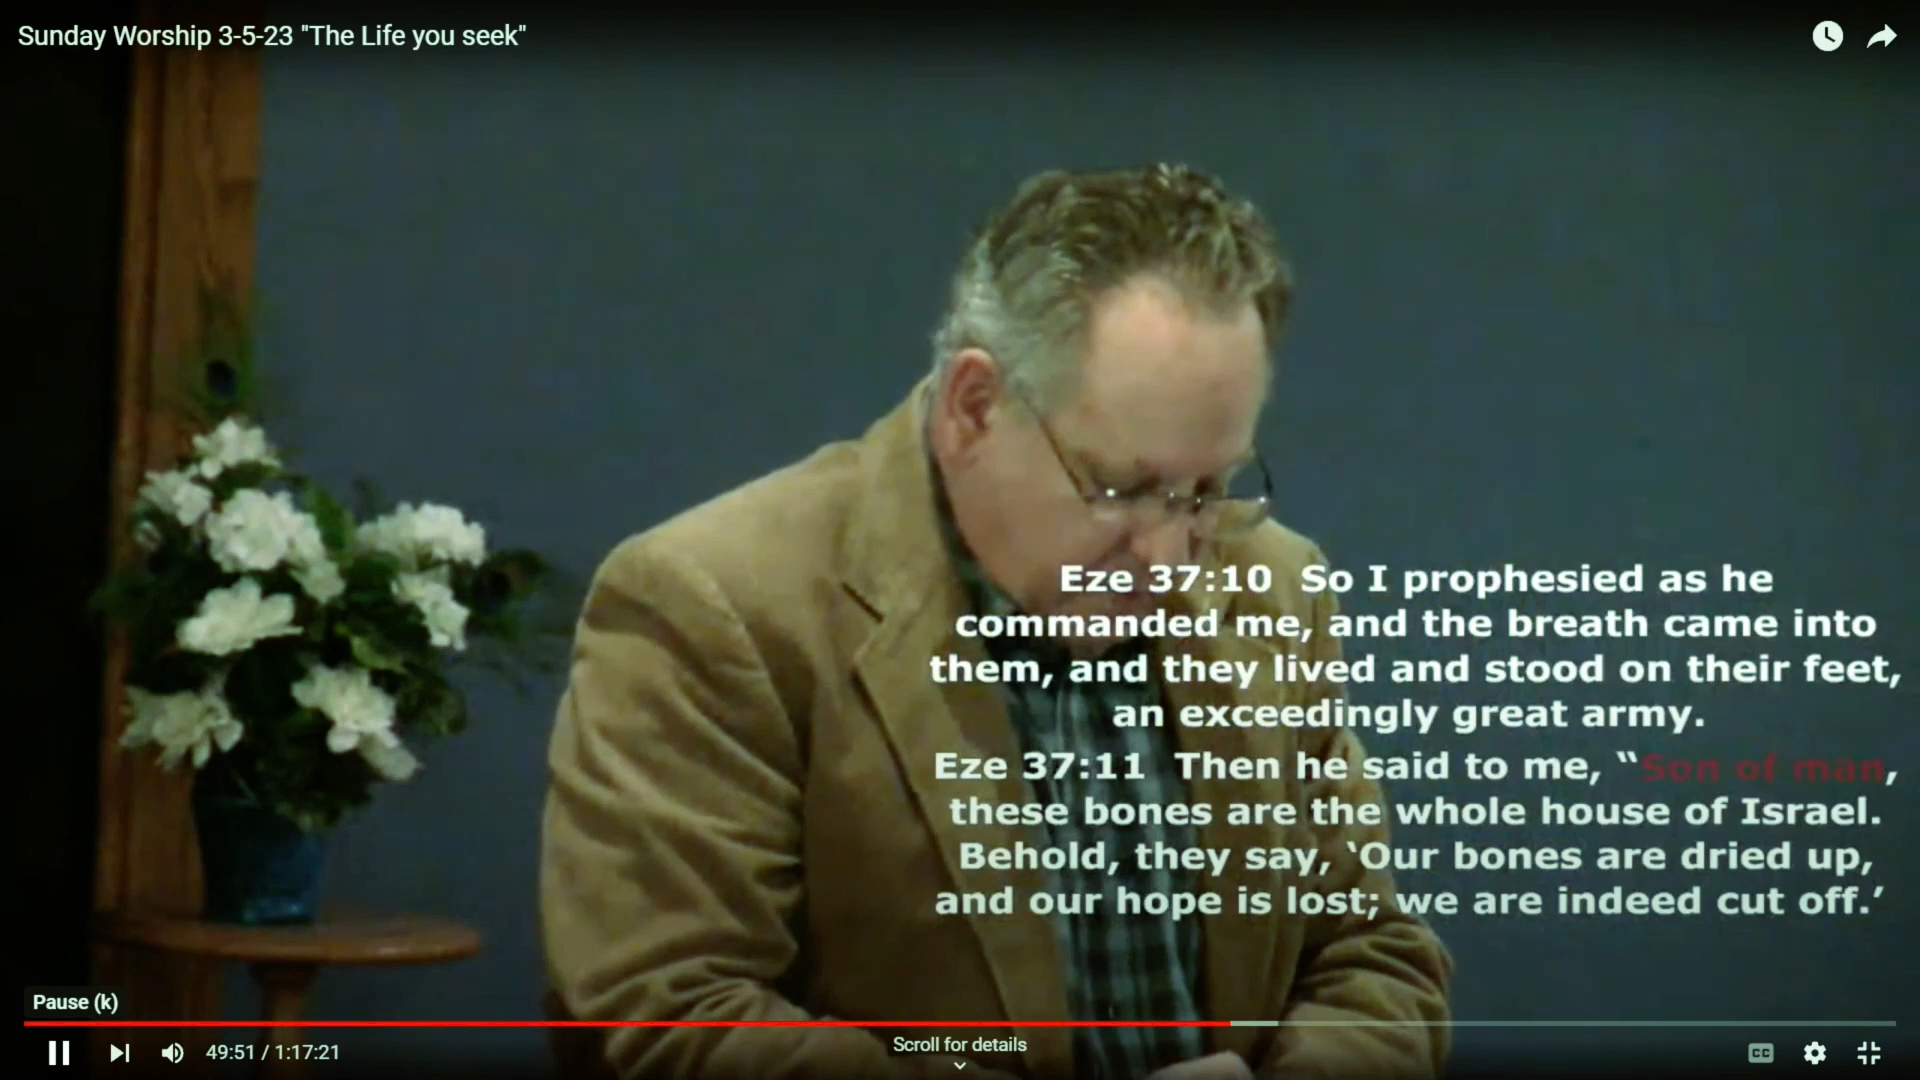 Sunday Worship 3-5-23 "The Life you seek"
Eze 37:10  So I prophesied as he
commanded me, and the breath came into
them, and they lived and stood on their feet,
an exceedingly great army.
Eze 37:11  Then he said to me, “Son of man,
these bones are the whole house of Israel.
Behold, they say, ‘Our bones are dried up,
and our hope is lost; we are indeed cut off.’
Pause (k)
49:51 / 1:17:21
Scroll for details
CC